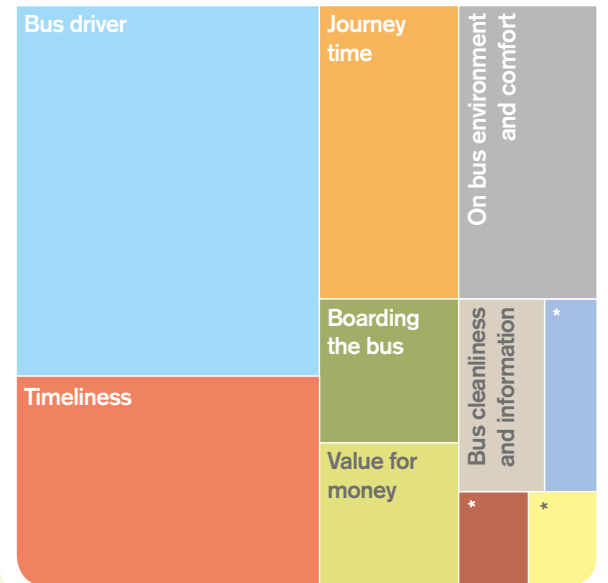 Bus driver
Journey
time
On bus environment
and comfort
Boarding
the bus
Bus cleanliness
and information
*
Timeliness
Value for
money
*
*